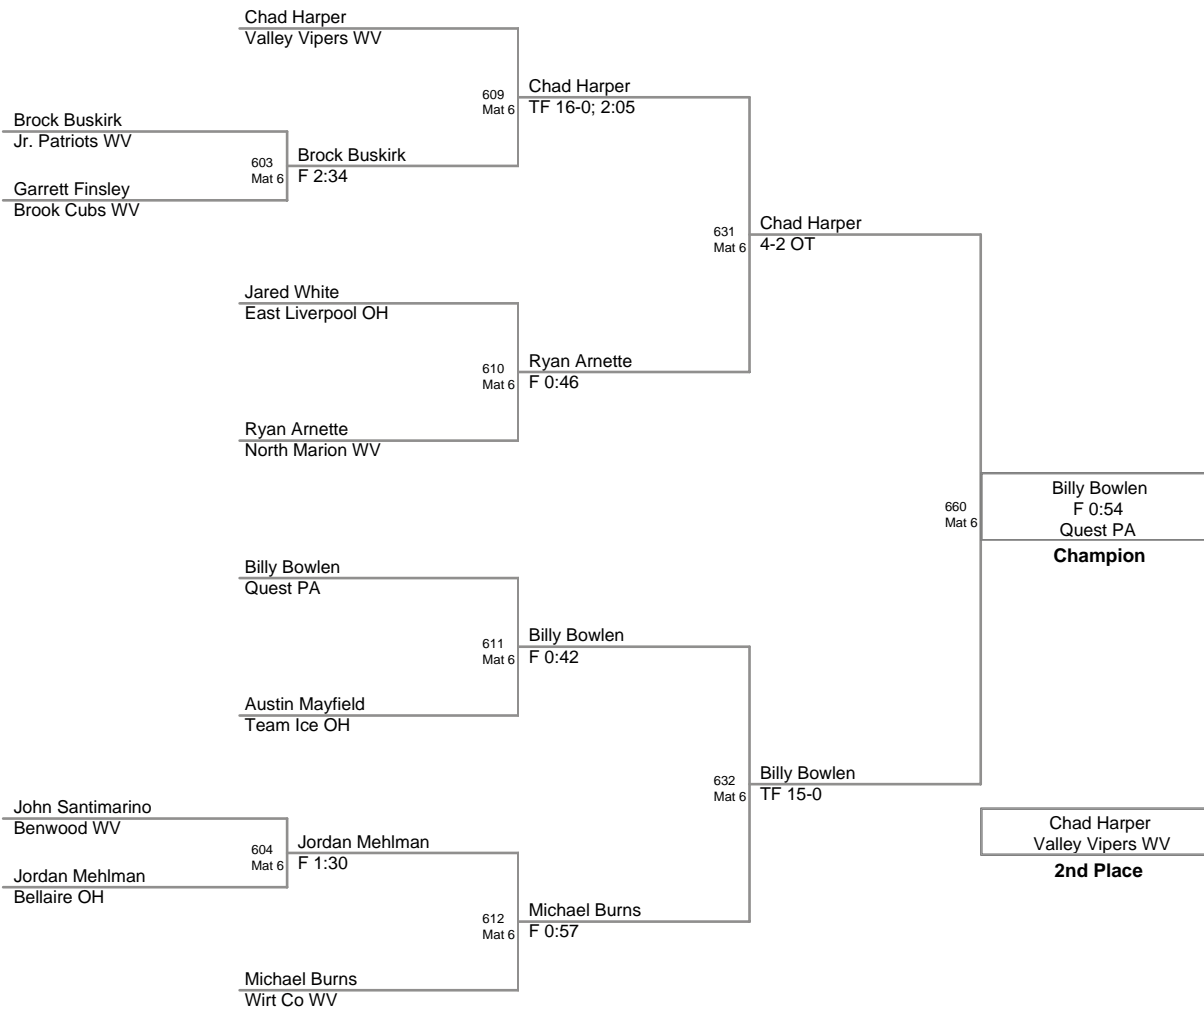 Chad Harper
Valley Vipers WV
609
Mat 6
Chad Harper
TF 16-0; 2:05
Brock Buskirk
Jr. Patriots WV
603
Mat 6
Brock Buskirk
F 2:34
Garrett Finsley
Brook Cubs WV
631
Mat 6
Chad Harper
4-2 OT
Jared White
East Liverpool OH
610
Mat 6
Ryan Arnette
F 0:46
Ryan Arnette
North Marion WV
660
Mat 6
Billy Bowlen
F 0:54
Quest PA
Champion
Billy Bowlen
Quest PA
611
Mat 6
Billy Bowlen
F 0:42
Austin Mayfield
Team Ice OH
632
Mat 6
Billy Bowlen
TF 15-0
John Santimarino
Benwood WV
604
Mat 6
Jordan Mehlman
F 1:30
Jordan Mehlman
Bellaire OH
Chad Harper
Valley Vipers WV
2nd Place
612
Mat 6
Michael Burns
F 0:57
Michael Burns
Wirt Co WV